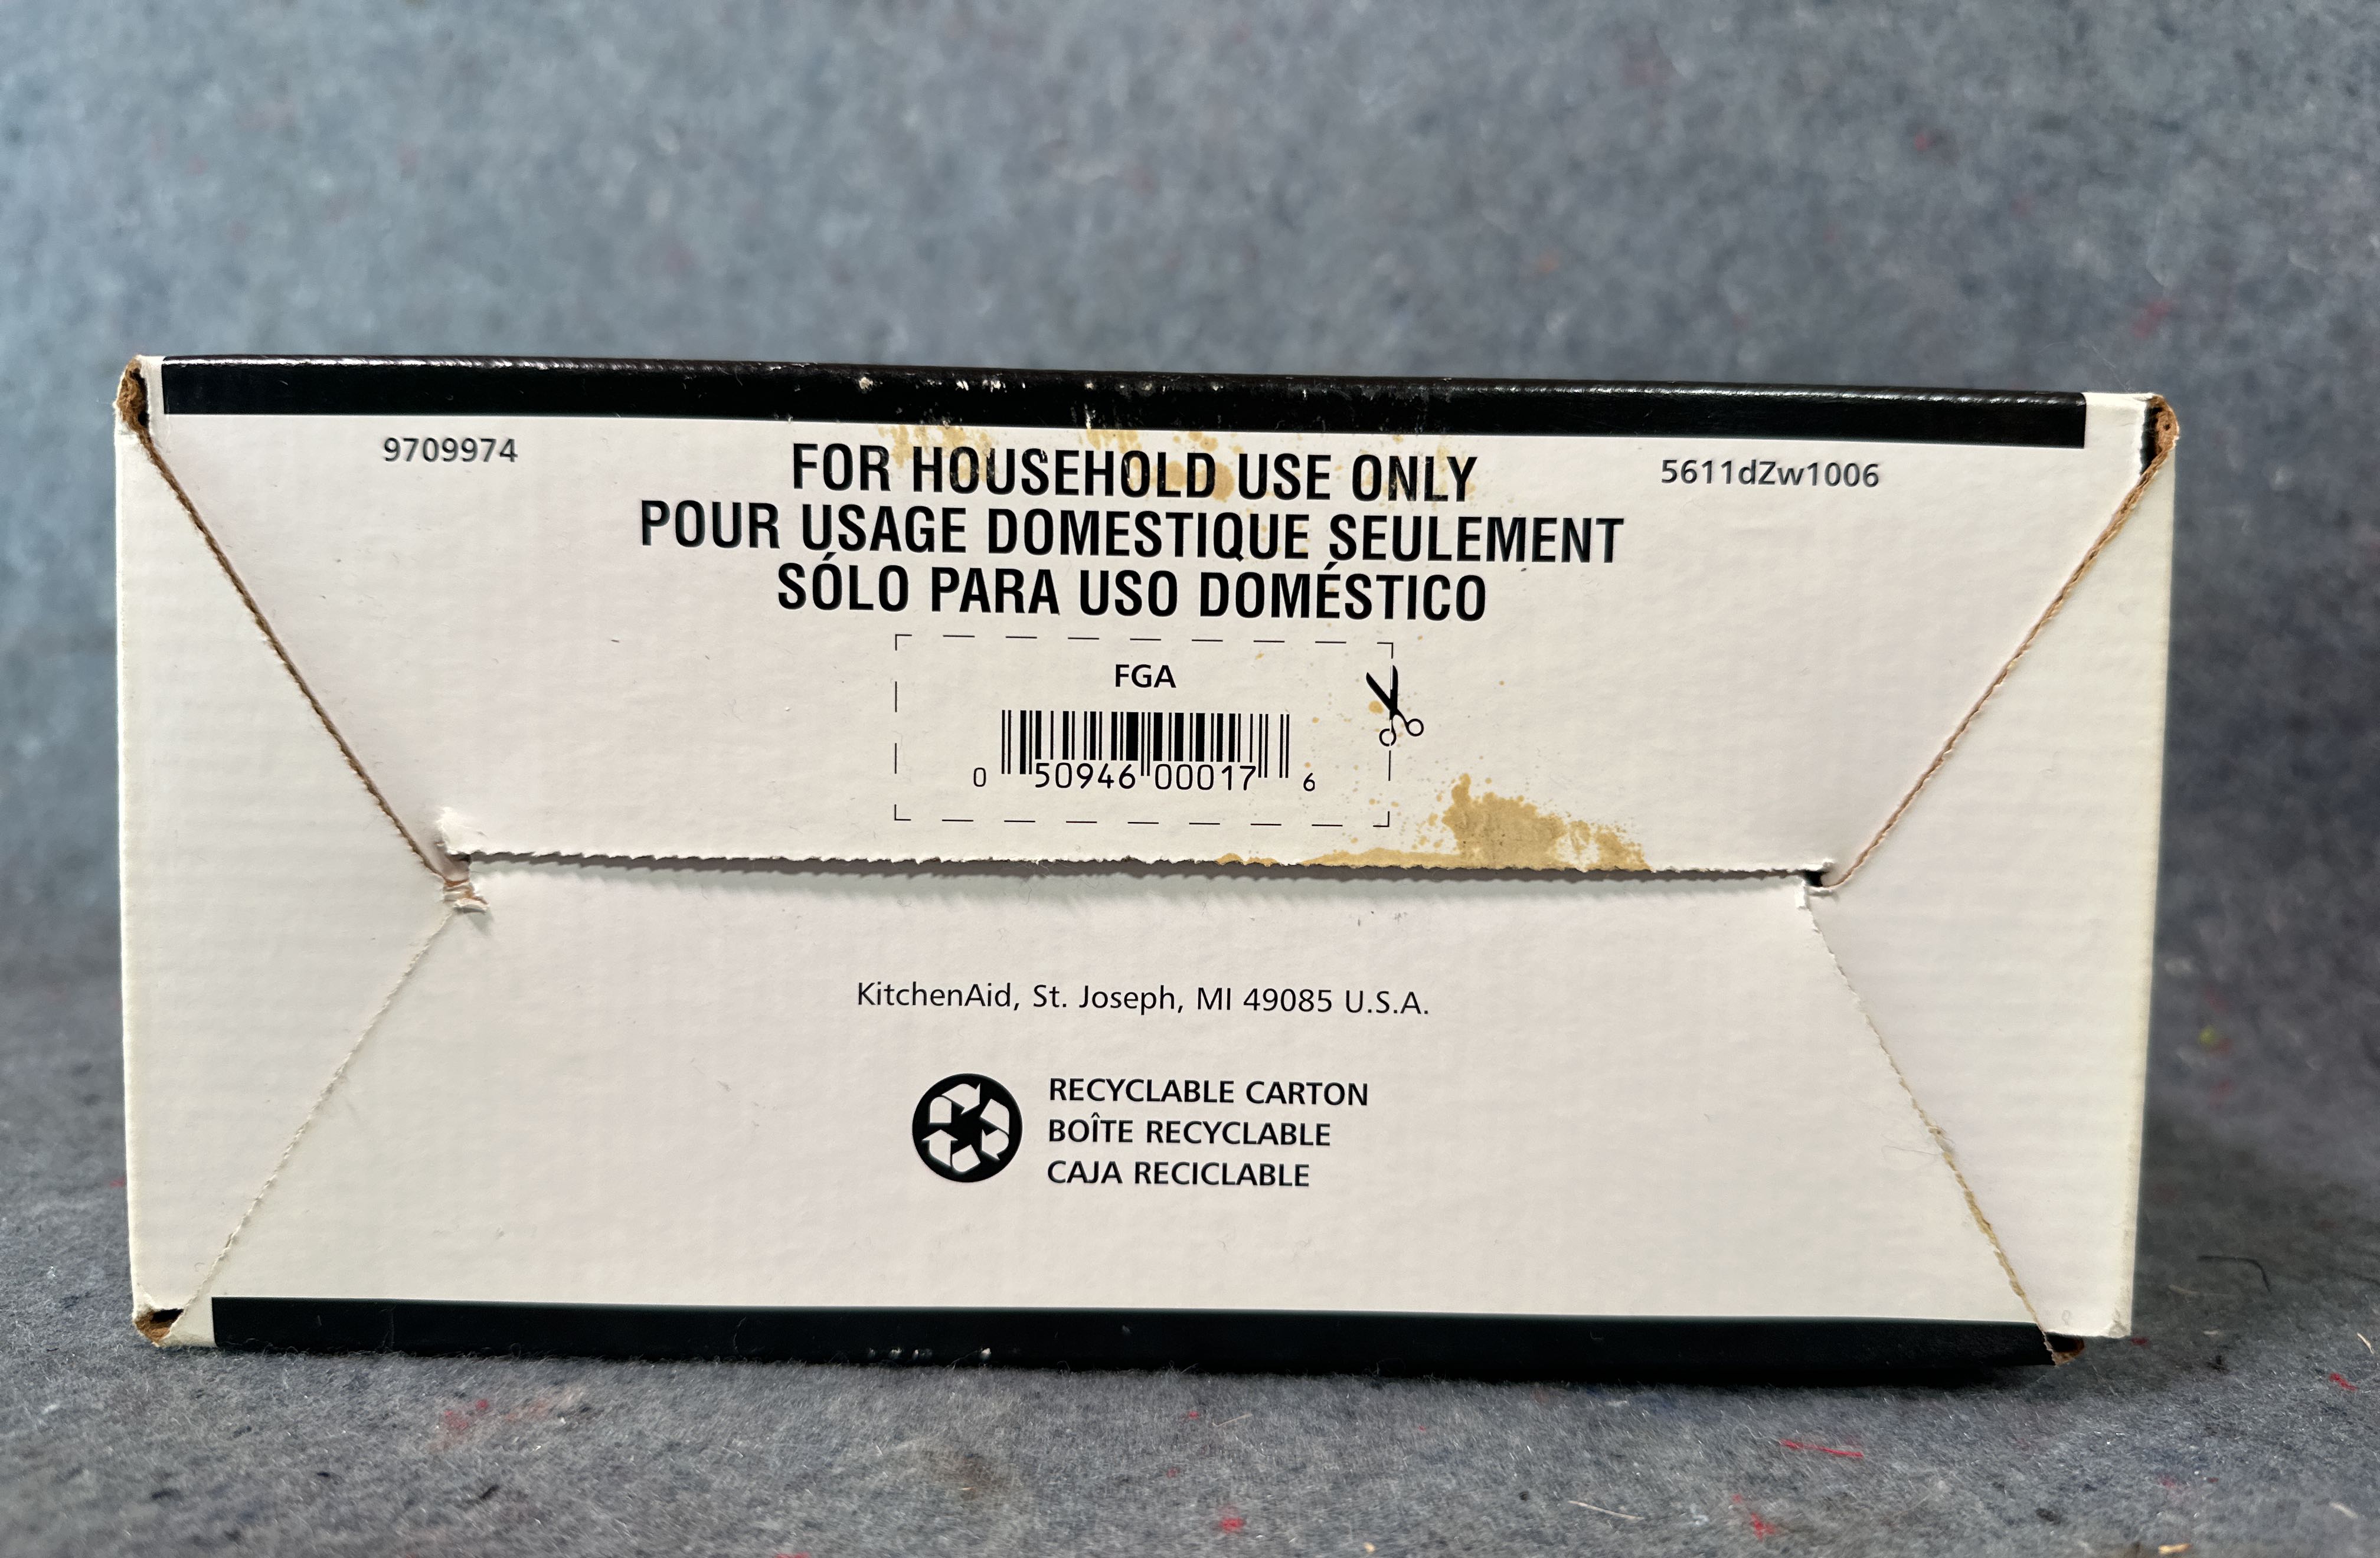 9709974
FOR HOUSEHOLD USE ONLY
5611dZw1006
POUR USAGE DOMESTIQUE SEULEMENT
SÓLO PARA USO DOMÉSTICO
FGA
0 50946 00017 6
KitchenAid, St. Joseph, MI 49085 U.S.A.
RECYCLABLE CARTON
BOÎTE RECYCLABLE
CAJA RECICLABLE